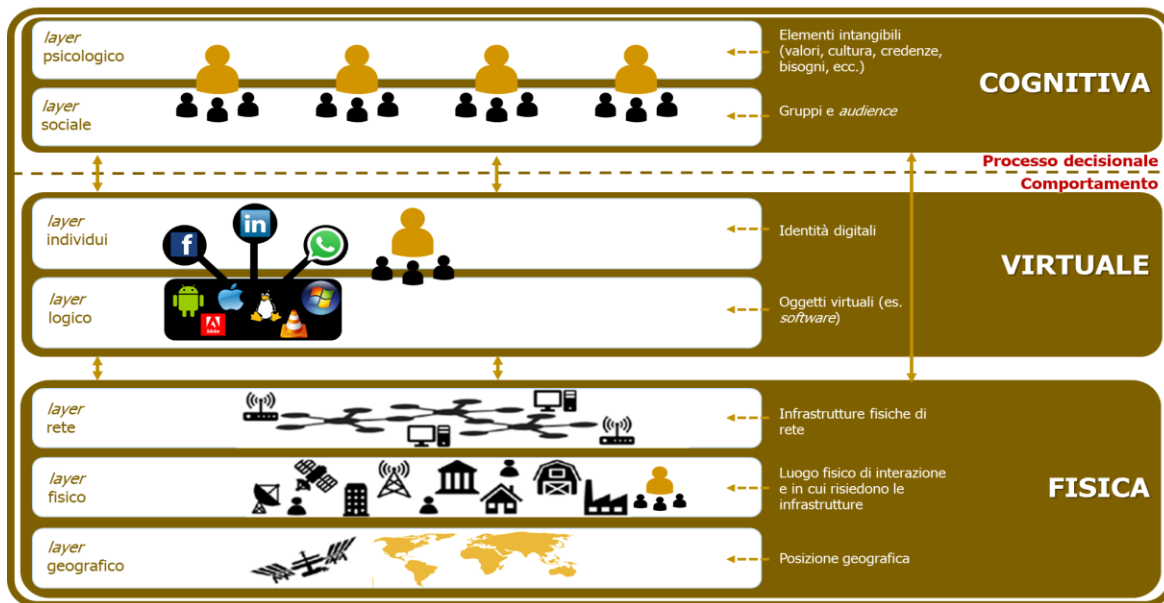 layer
psicologico
Elementi intangibili
(valori, cultura, credenze,
bisogni, ecc.)
COGNITIVA
layer
sociale
Gruppi e audience
Processo decisionale
Comportamento
layer
individui
f
in
Identità digitali
VIRTUALE
layer
logico
Adobe
Oggetti virtuali (es.
software)
layer
rete
Infrastrutture fisiche di
rete
layer
fisico
Luogo fisico di interazione
e in cui risiedono le
infrastrutture
FISICA
layer
geografico
Posizione geografica